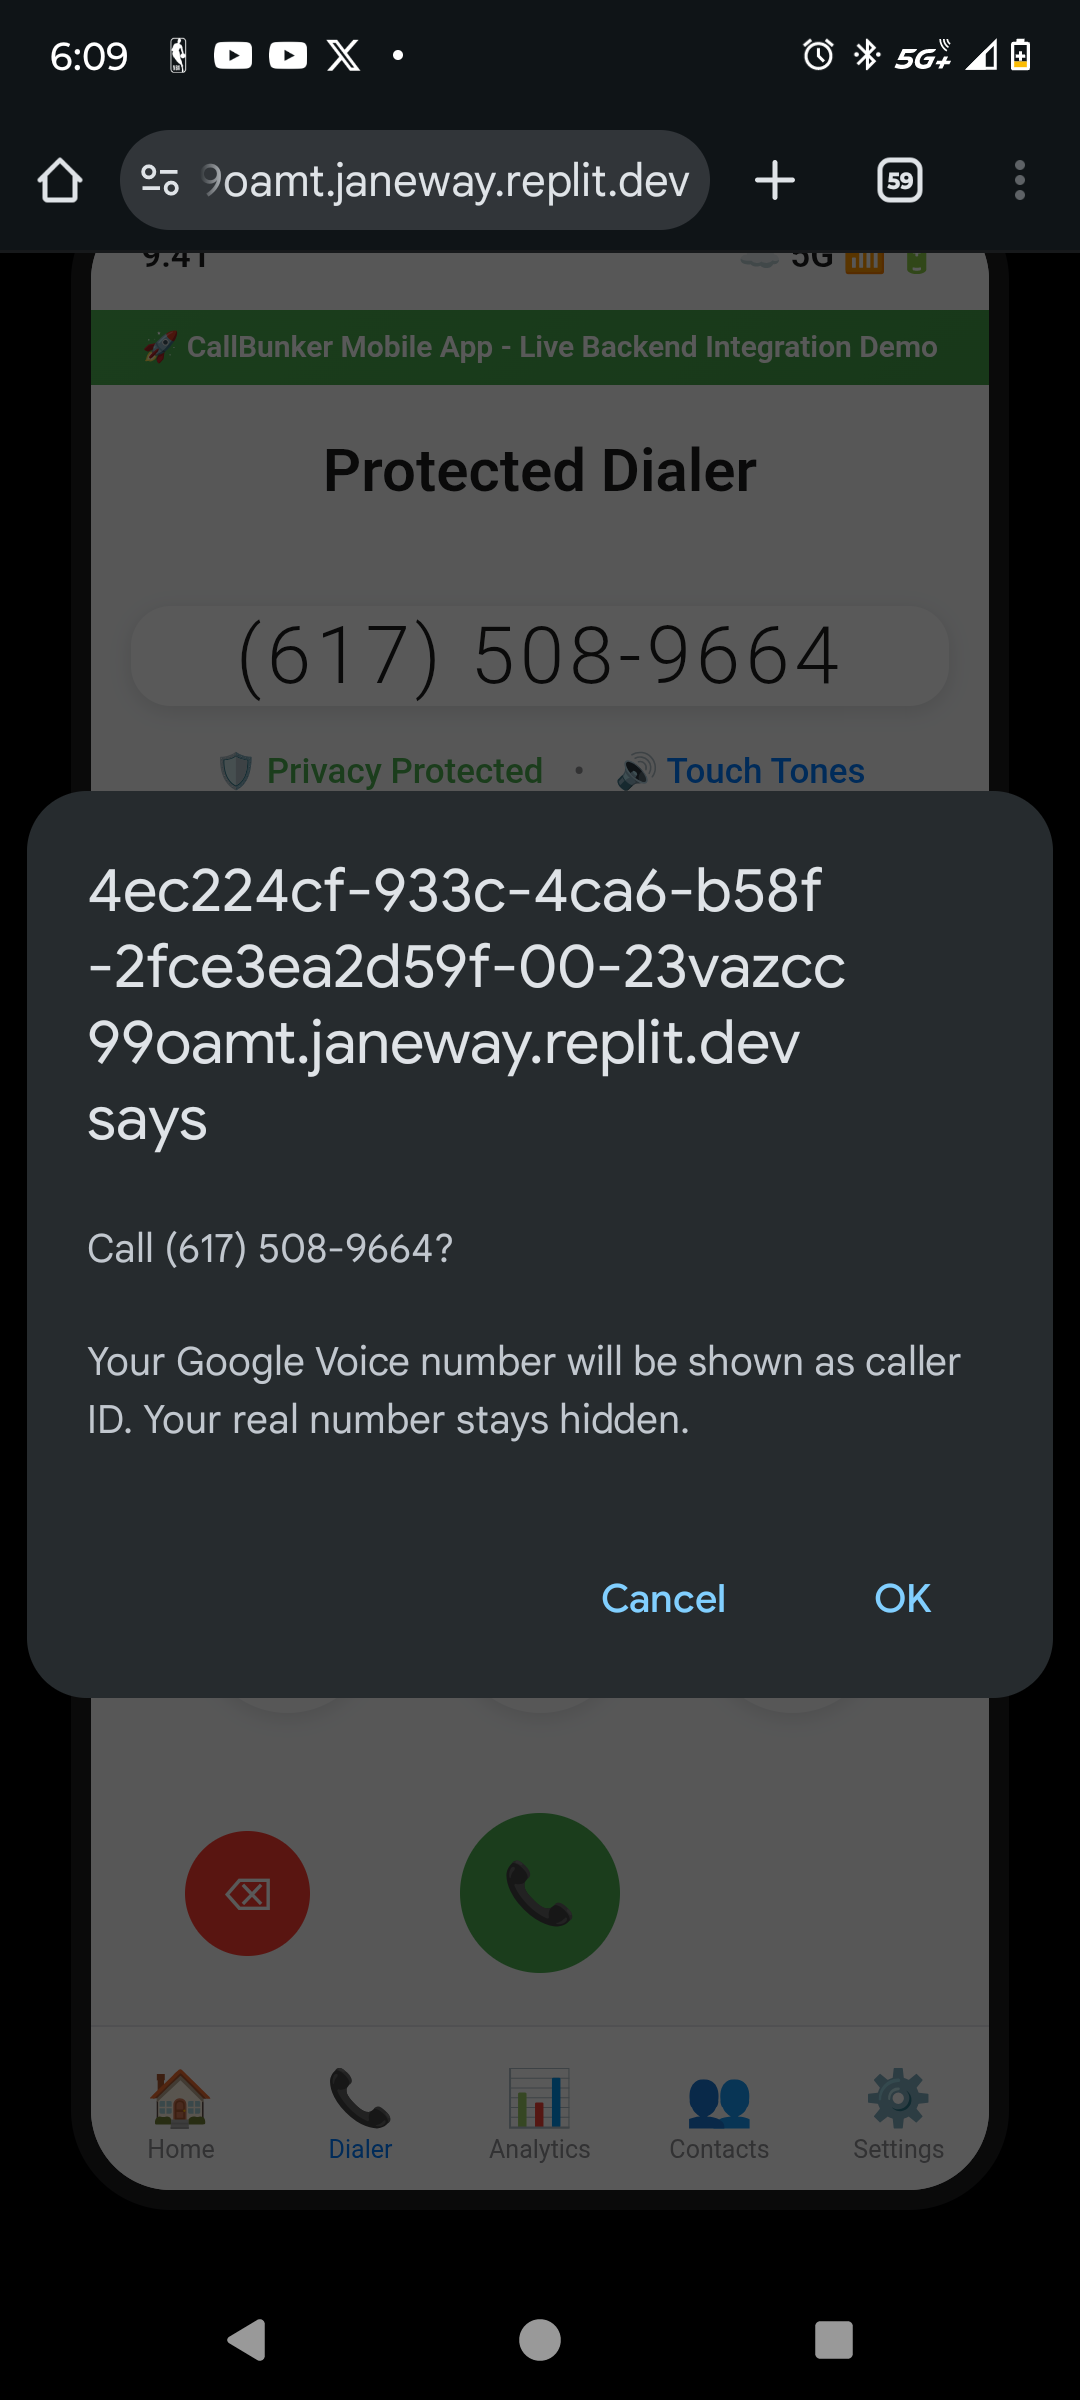 6:09
5G+
9oamt.janeway.replit.dev
59
9:41
5G
🚀 CallBunker Mobile App - Live Backend Integration Demo
Protected Dialer
(617) 508-9664
🛡️ Privacy Protected • 🔊 Touch Tones
4ec224cf-933c-4ca6-b58f
-2fce3ea2d59f-00-23vazcc
99oamt.janeway.replit.dev
says
Call (617) 508-9664?
Your Google Voice number will be shown as caller
ID. Your real number stays hidden.
Cancel
OK
Home
Dialer
Analytics
Contacts
Settings